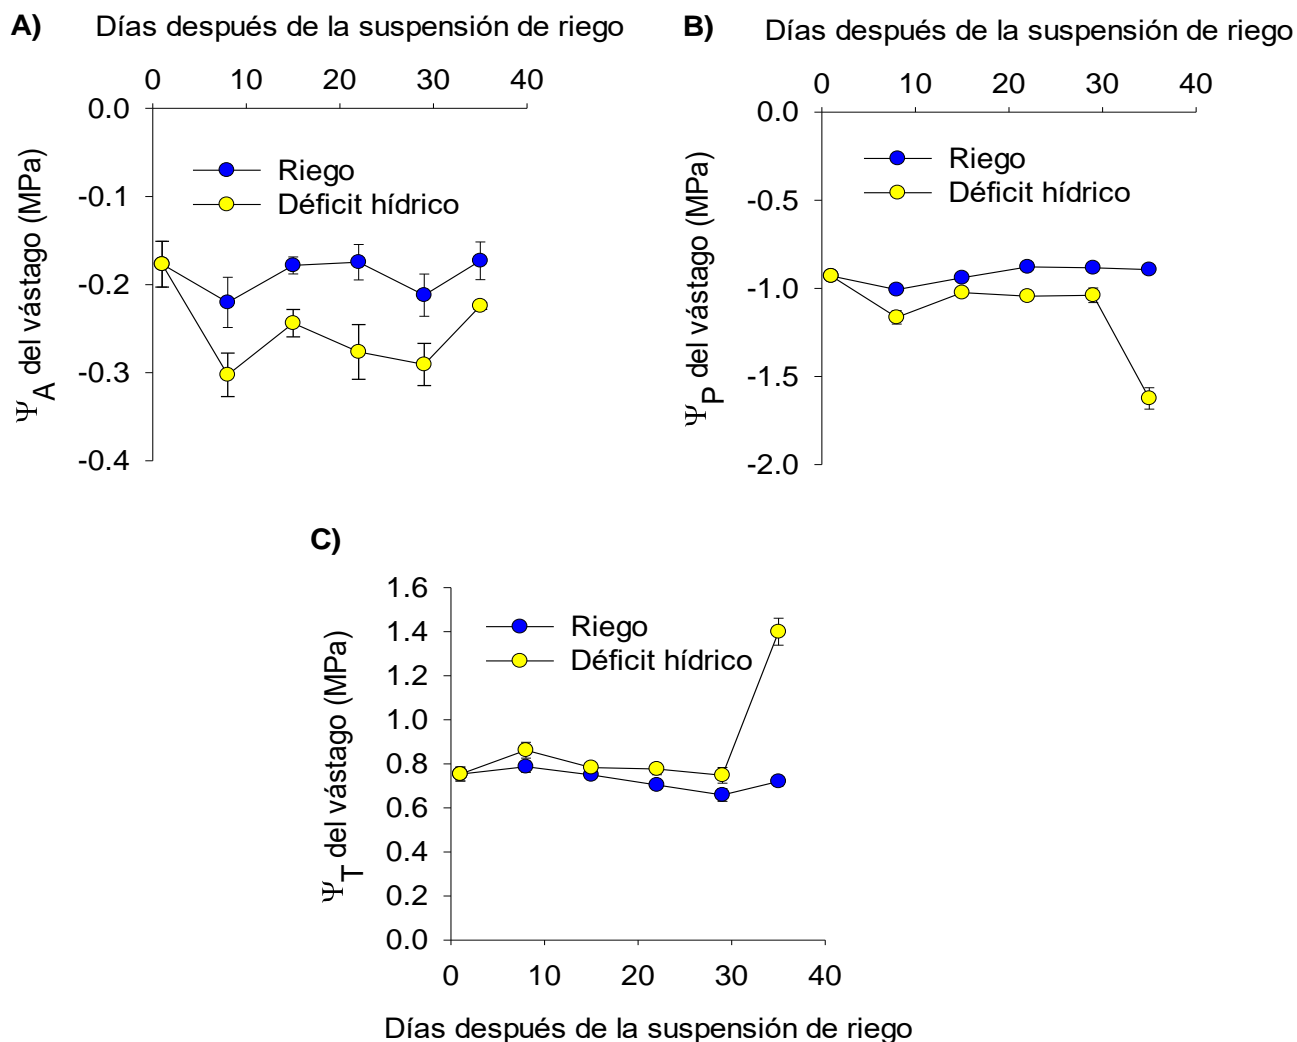 A) Días después de la suspensión de riego
0 10 20 30 40
0.0
-0.1
-0.2
-0.3
-0.4
Ψ_A del vástago (MPa)
Riego
Déficit hídrico
B) Días después de la suspensión de riego
0 10 20 30 40
0.0
-0.5
-1.0
-1.5
-2.0
Ψ_P del vástago (MPa)
Riego
Déficit hídrico
C)
1.6
1.4
1.2
1.0
0.8
0.6
0.4
0.2
0.0
Ψ_T del vástago (MPa)
Riego
Déficit hídrico
0 10 20 30 40
Días después de la suspensión de riego